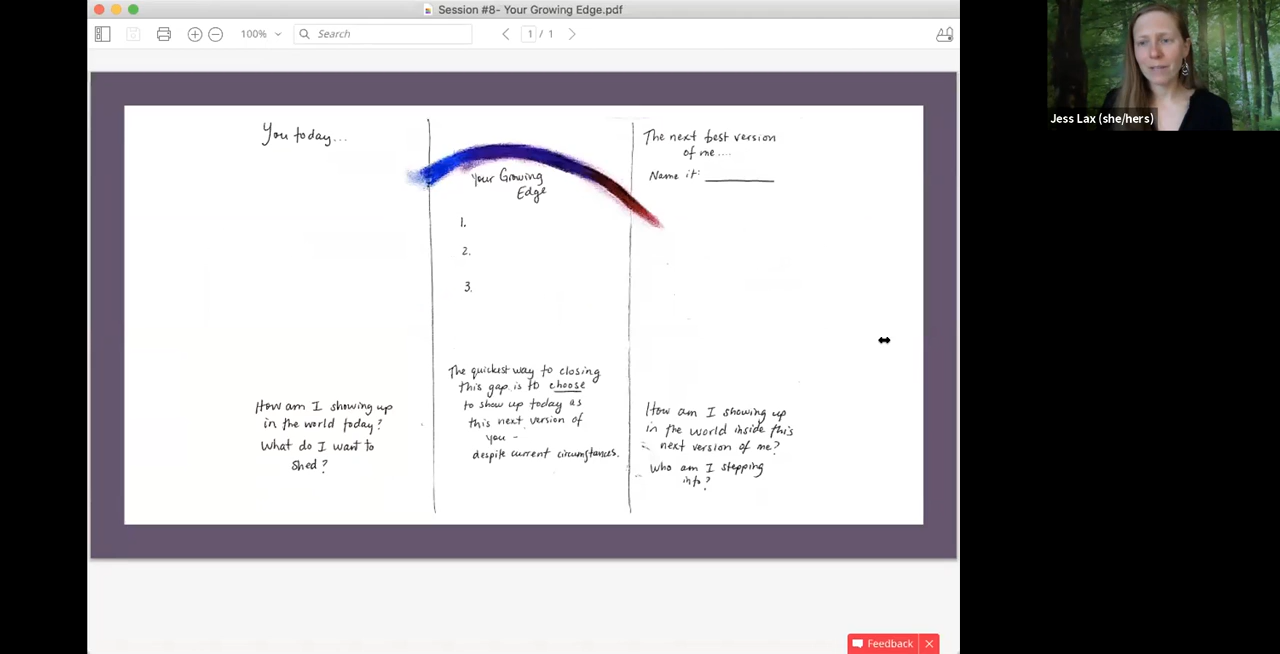 Session #8- Your Growing Edge.pdf
100%
Search
1 / 1
Jess Lax (she/hers)
You today...
Your Growing
Edge
1.
2.
3.
The quickest way to closing
this gap is to choose
to show up today as
this next version of
you -
despite current circumstances.
How am I showing up
in the world today?
What do I want to
shed?
The next best version
of me....
Name it:
How am I showing up
in the world inside this
next version of me?
Who am I stepping
into?
Feedback